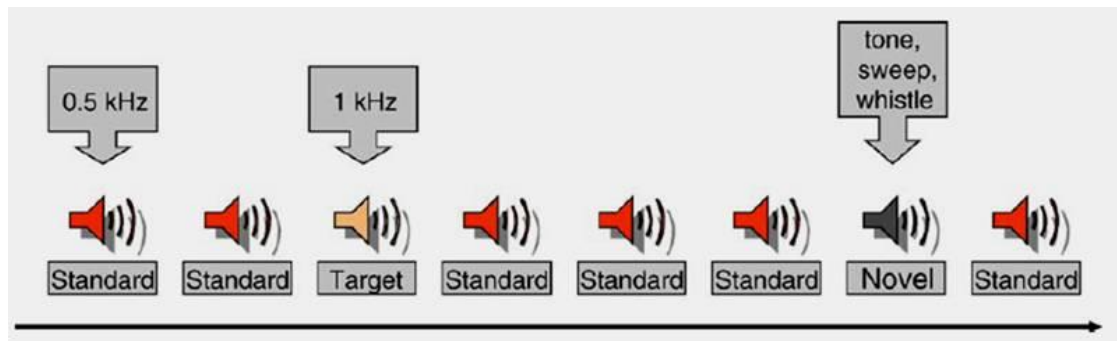 0.5 kHz
1 kHz
tone,
sweep,
whistle
Standard
Standard
Target
Standard
Standard
Standard
Novel
Standard